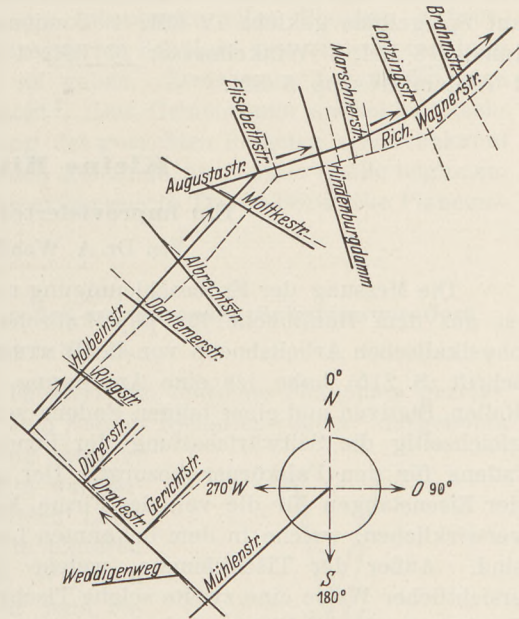 Brahmstr.
Lortzingstr.
Marschnerstr.
Rich. Wagnerstr.
Elisabethstr.
Hindenburgdamm
Augustastr.
Moltkestr.
Albrechtstr.
Holbeinstr.
Dahlemerstr.
Ringstr.
Dürerstr.
Drakestr.
Gerichtstr.
Weddigenweg
Mühlenstr.
0°
N
270° W
O 90°
S
180°